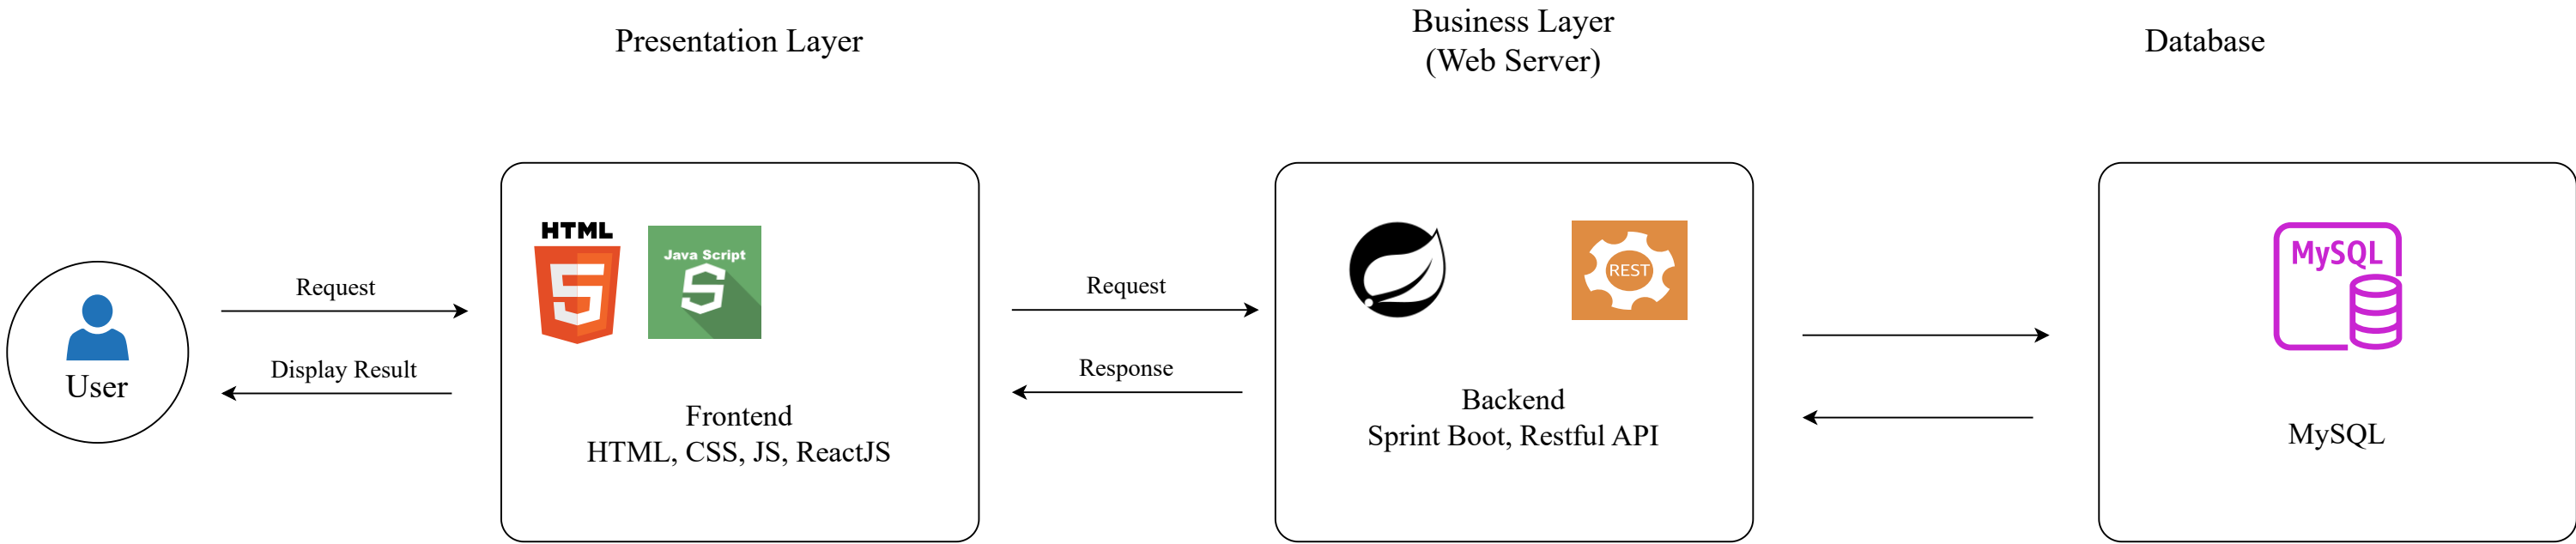 Presentation Layer
Business Layer
(Web Server)
Database
User
Request
Display Result
HTML
Java Script
Frontend
HTML, CSS, JS, ReactJS
Request
Response
REST
Backend
Sprint Boot, Restful API
MySQL
MySQL